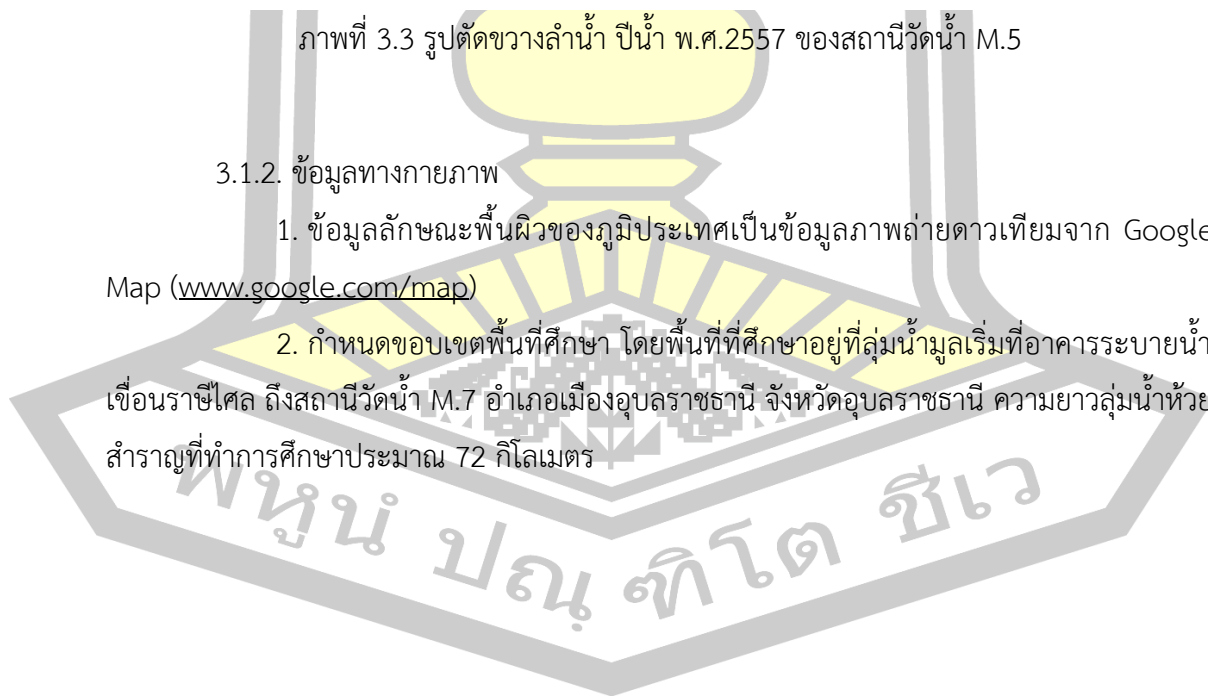 ภาพที่ 3.3 รูปตัดขวางลำน้ำ ปีน้ำ พ.ศ.2557 ของสถานีวัดน้ำ M.5
3.1.2. ข้อมูลทางกายภาพ
1. ข้อมูลลักษณะพื้นผิวของภูมิประเทศเป็นข้อมูลภาพถ่ายดาวเทียมจาก Google
Map (www.google.com/map)
2. กำหนดขอบเขตพื้นที่ศึกษา โดยพื้นที่ที่ศึกษาอยู่ที่ลุ่มน้ำมูลเริ่มที่อาคารระบายน้ำ
เขื่อนราษีไศล ถึงสถานีวัดน้ำ M.7 อำเภอเมืองอุบลราชธานี จังหวัดอุบลราชธานี ความยาวลุ่มน้ำห้วย
สำราญที่ทำการศึกษาประมาณ 72 กิโลเมตร
พหูนํ ปณฺฑิโต ชีเว